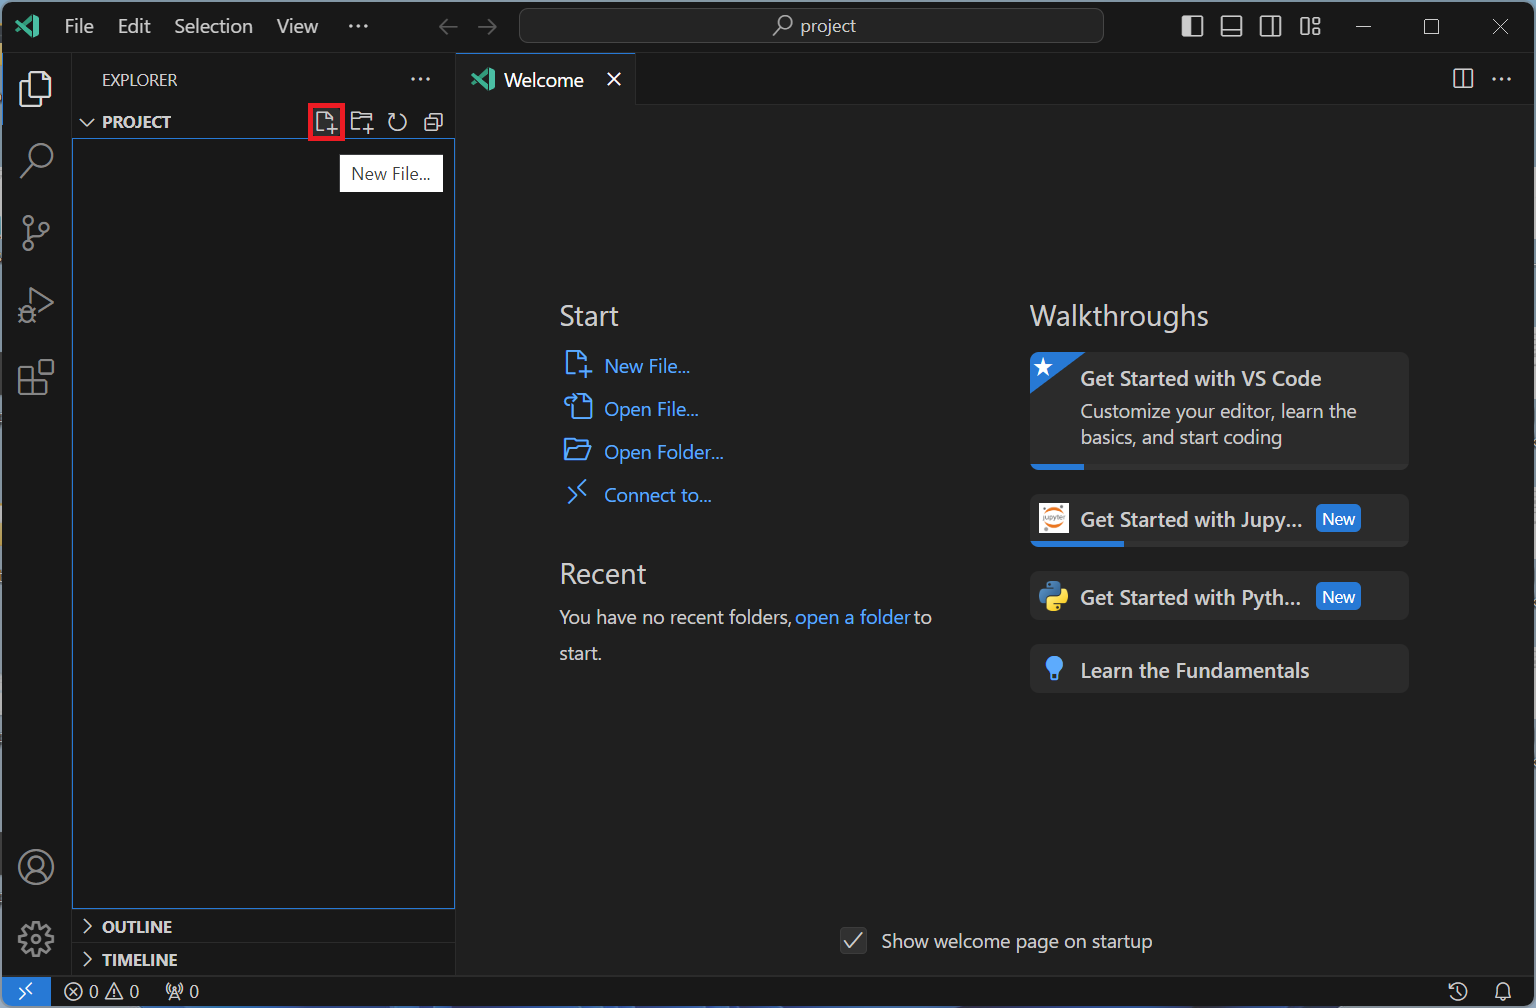 File Edit Selection View ···
project
EXPLORER ···
Welcome
PROJECT
New File...
Start
New File...
Open File...
Open Folder...
Connect to...
Recent
You have no recent folders, open a folder to
start.
Walkthroughs
Get Started with VS Code
Customize your editor, learn the
basics, and start coding
jupyter
Get Started with Jupy... New
Get Started with Pyth... New
Learn the Fundamentals
Show welcome page on startup
OUTLINE
TIMELINE
0 0 0